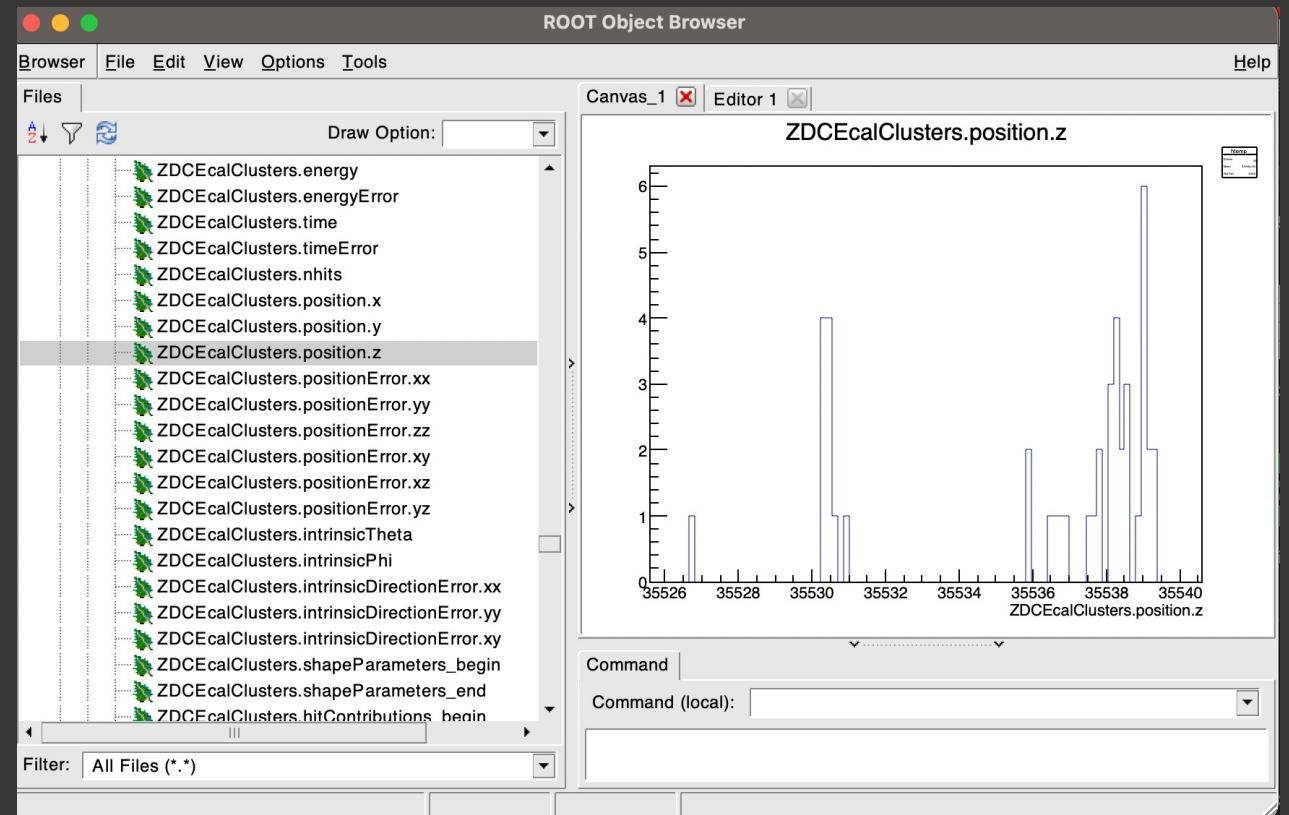 ROOT Object Browser
Browser File Edit View Options Tools Help
Files
Draw Option:
ZDCEcalClusters.energy
ZDCEcalClusters.energyError
ZDCEcalClusters.time
ZDCEcalClusters.timeError
ZDCEcalClusters.nhits
ZDCEcalClusters.position.x
ZDCEcalClusters.position.y
ZDCEcalClusters.position.z
ZDCEcalClusters.positionError.xx
ZDCEcalClusters.positionError.yy
ZDCEcalClusters.positionError.zz
ZDCEcalClusters.positionError.xy
ZDCEcalClusters.positionError.xz
ZDCEcalClusters.positionError.yz
ZDCEcalClusters.intrinsicTheta
ZDCEcalClusters.intrinsicPhi
ZDCEcalClusters.intrinsicDirectionError.xx
ZDCEcalClusters.intrinsicDirectionError.yy
ZDCEcalClusters.intrinsicDirectionError.xy
ZDCEcalClusters.shapeParameters_begin
ZDCEcalClusters.shapeParameters_end
ZDCEcalClusters.hitContributions_begin
Filter: All Files (*.*)
Canvas_1 Editor 1
ZDCEcalClusters.position.z
htemp
6
5
4
3
2
1
0
35526 35528 35530 35532 35534 35536 35538 35540
ZDCEcalClusters.position.z
Command
Command (local):